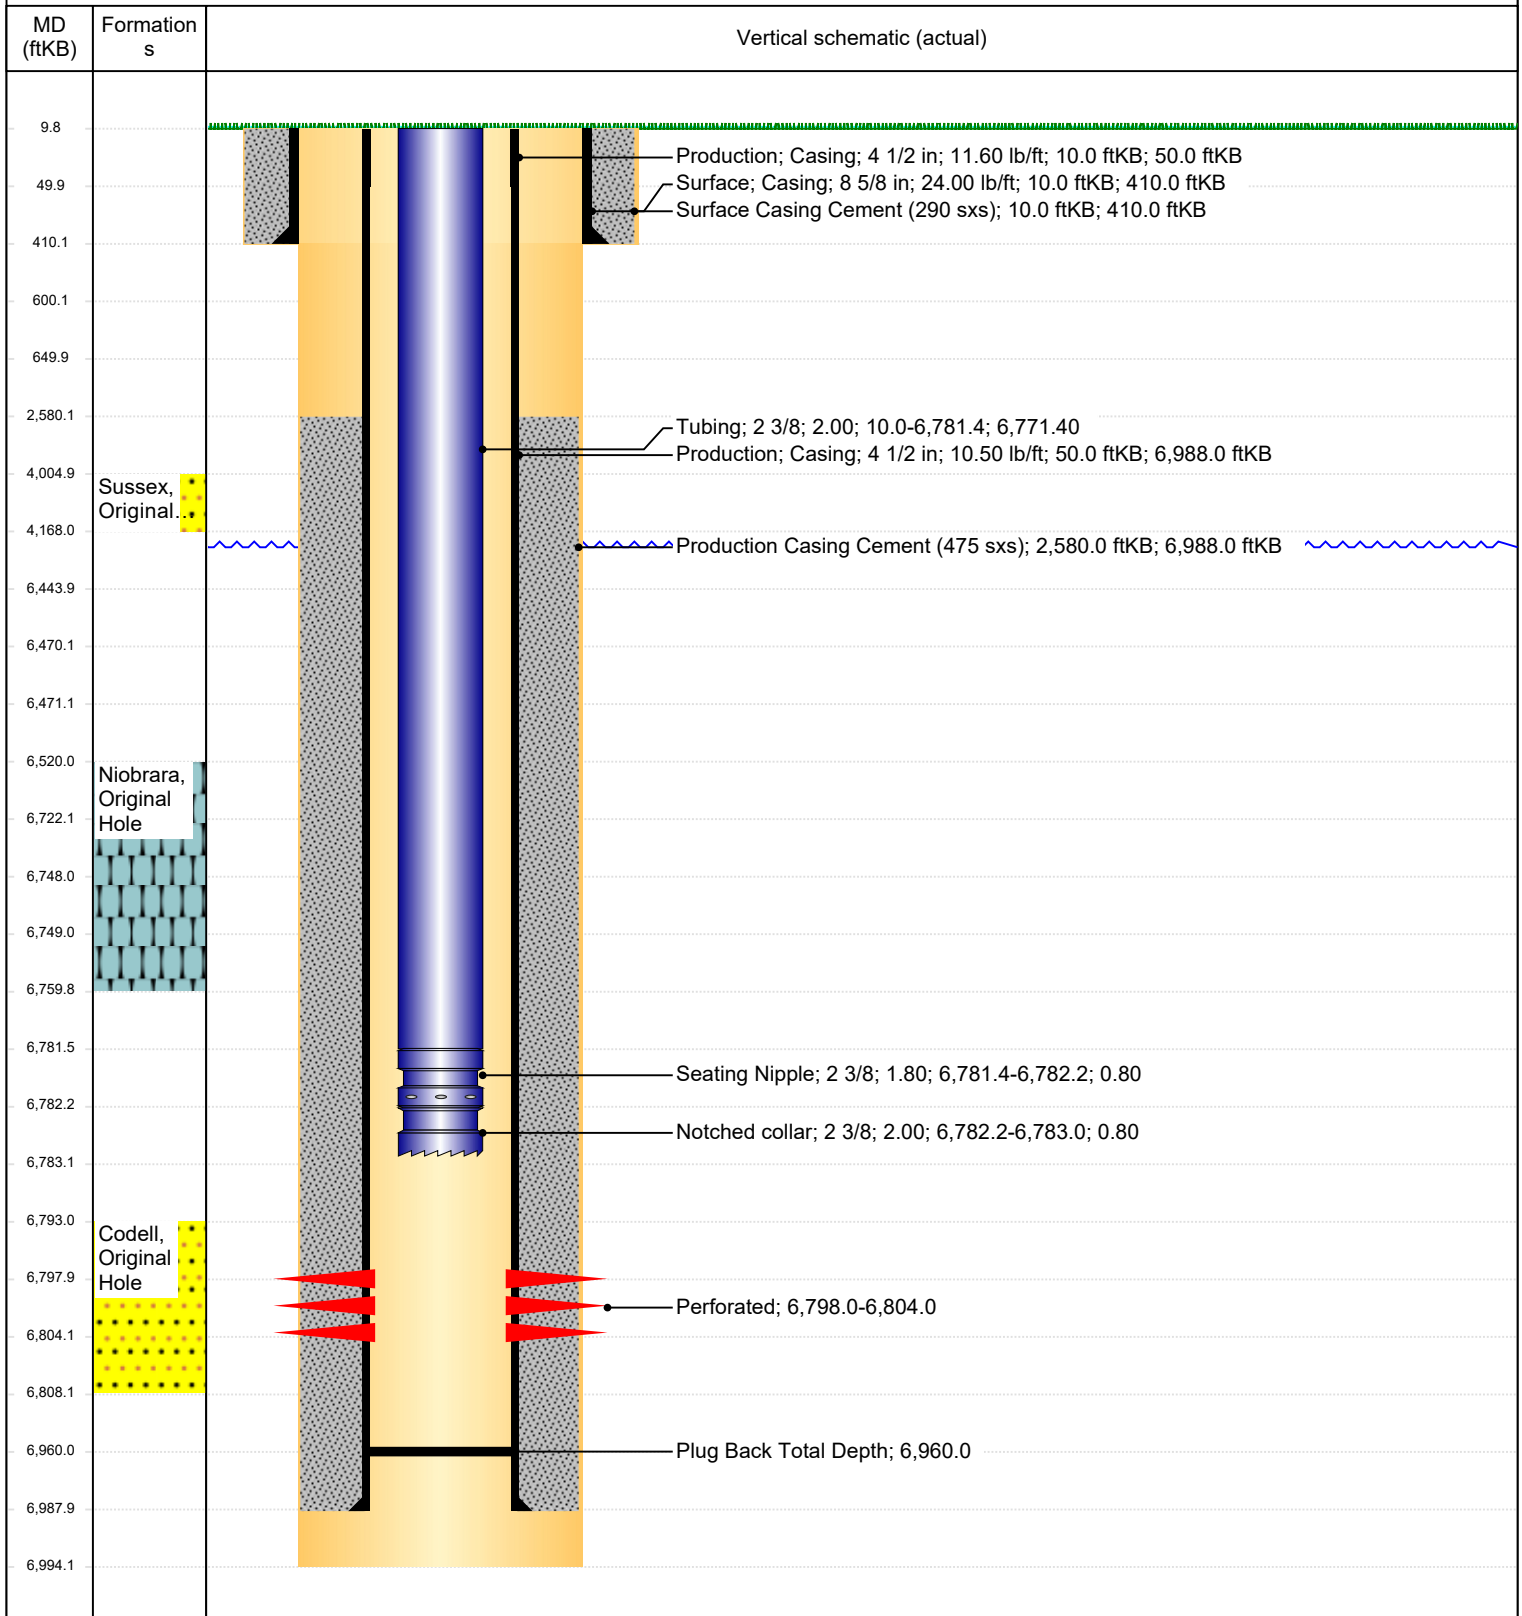 MD
(ftKB)
Formation
s
Vertical schematic (actual)
9.8
Production; Casing; 4 1/2 in; 11.60 lb/ft; 10.0 ftKB; 50.0 ftKB
49.9
Surface; Casing; 8 5/8 in; 24.00 lb/ft; 10.0 ftKB; 410.0 ftKB
Surface Casing Cement (290 sxs); 10.0 ftKB; 410.0 ftKB
410.1
600.1
649.9
2,580.1
Tubing; 2 3/8; 2.00; 10.0-6,781.4; 6,771.40
Production; Casing; 4 1/2 in; 10.50 lb/ft; 50.0 ftKB; 6,988.0 ftKB
4,004.9
Sussex,
Original...
4,168.0
Production Casing Cement (475 sxs); 2,580.0 ftKB; 6,988.0 ftKB
6,443.9
6,470.1
6,471.1
6,520.0
Niobrara,
Original
Hole
6,722.1
6,748.0
6,749.0
6,759.8
6,781.5
Seating Nipple; 2 3/8; 1.80; 6,781.4-6,782.2; 0.80
6,782.2
Notched collar; 2 3/8; 2.00; 6,782.2-6,783.0; 0.80
6,783.1
6,793.0
Codell,
Original
Hole
6,797.9
Perforated; 6,798.0-6,804.0
6,804.1
6,808.1
6,960.0
Plug Back Total Depth; 6,960.0
6,987.9
6,994.1